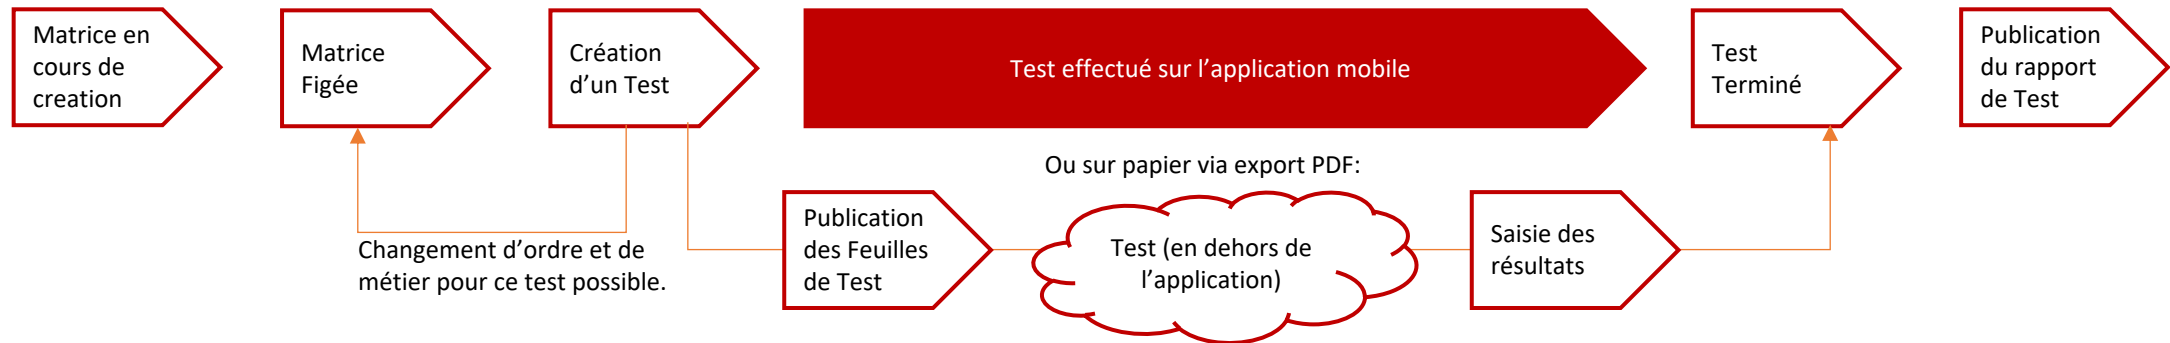 Matrice en
cours de
creation
Matrice
Figée
Création
d’un Test
Test effectué sur l’application mobile
Test
Terminé
Publication
du rapport
de Test
Ou sur papier via export PDF:
Changement d’ordre et de
métier pour ce test possible.
Publication
des Feuilles
de Test
Test (en dehors de
l’application)
Saisie des
résultats